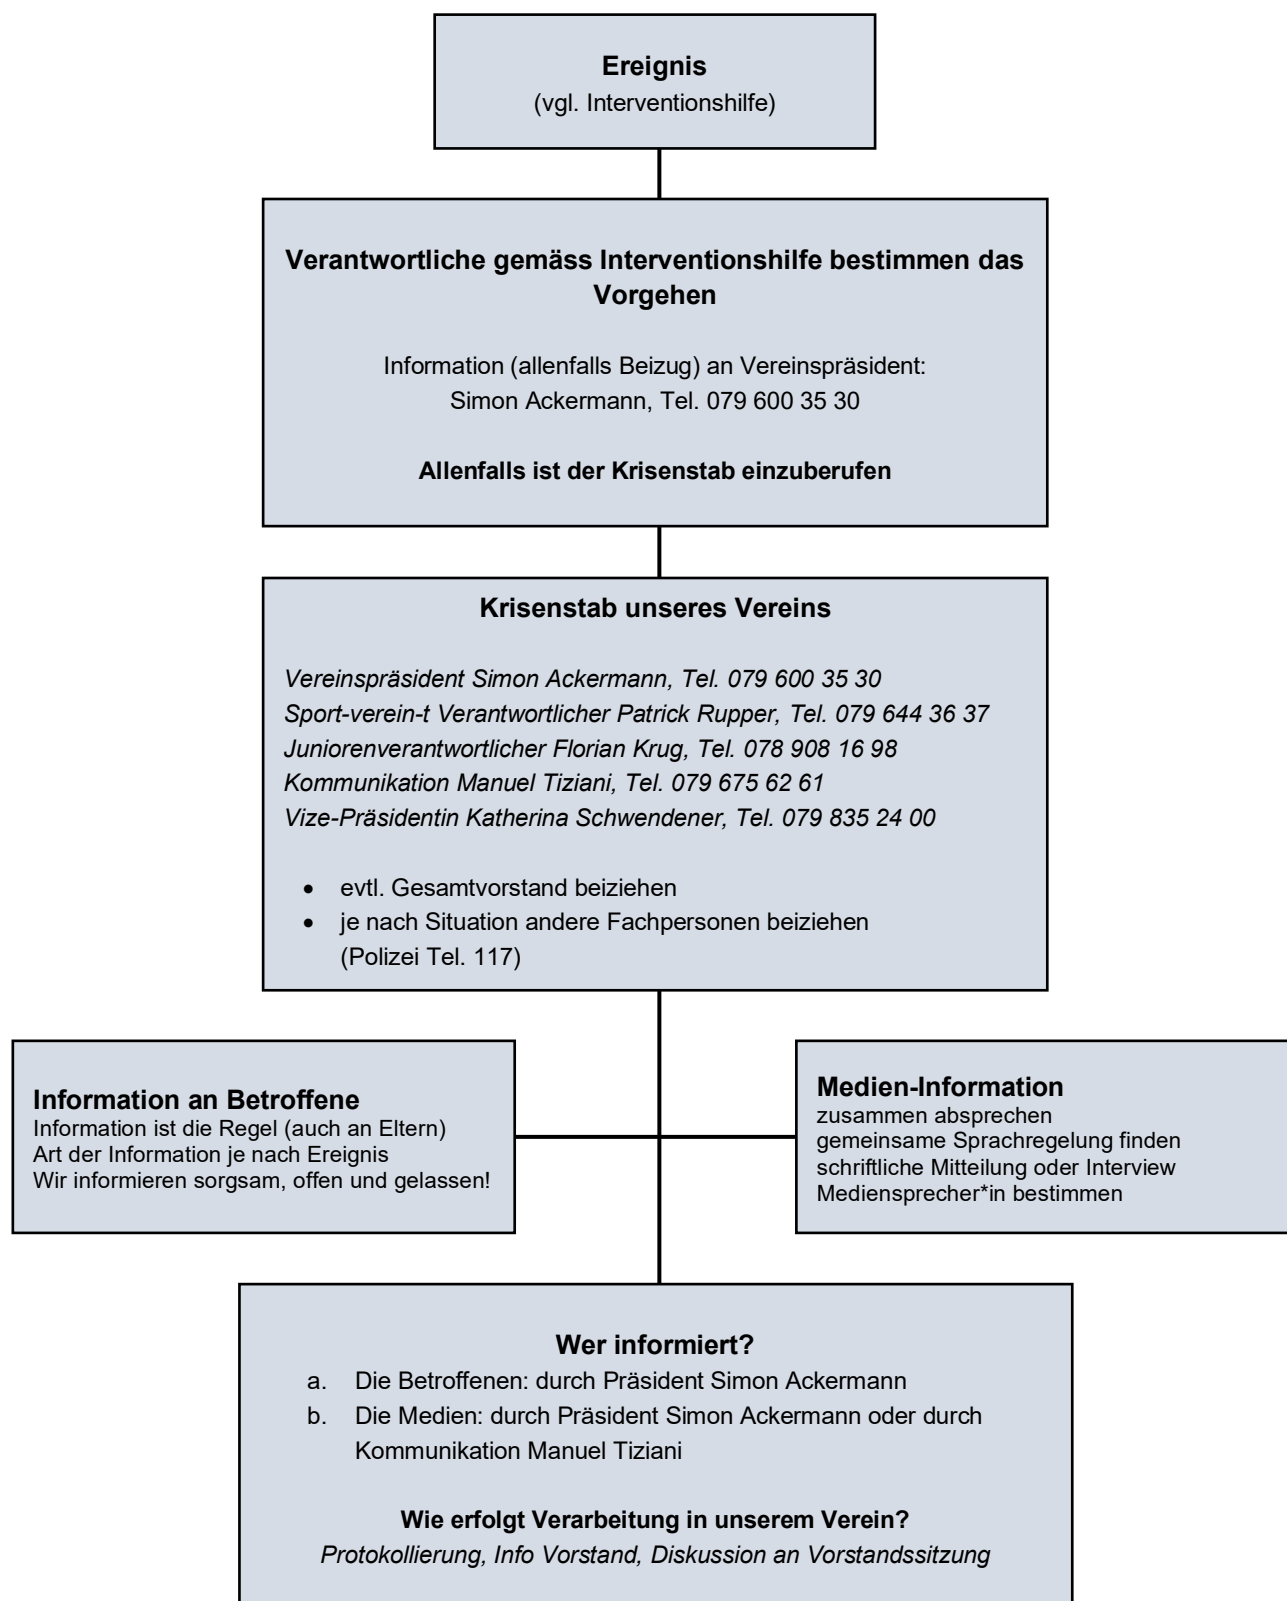 Ereignis
(vgl. Interventionshilfe)
Verantwortliche gemäss Interventionshilfe bestimmen das
Vorgehen
Information (allenfalls Beizug) an Vereinspräsident:
Simon Ackermann, Tel. 079 600 35 30
Allenfalls ist der Krisenstab einzuberufen
Krisenstab unseres Vereins
Vereinspräsident Simon Ackermann, Tel. 079 600 35 30
Sport-verein-t Verantwortlicher Patrick Rupper, Tel. 079 644 36 37
Juniorenverantwortlicher Florian Krug, Tel. 078 908 16 98
Kommunikation Manuel Tiziani, Tel. 079 675 62 61
Vize-Präsidentin Katherina Schwendener, Tel. 079 835 24 00
• evtl. Gesamtvorstand beiziehen
• je nach Situation andere Fachpersonen beiziehen
(Polizei Tel. 117)
Information an Betroffene
Information ist die Regel (auch an Eltern)
Art der Information je nach Ereignis
Wir informieren sorgsam, offen und gelassen!
Medien-Information
zusammen absprechen
gemeinsame Sprachregelung finden
schriftliche Mitteilung oder Interview
Mediensprecher*in bestimmen
Wer informiert?
a. Die Betroffenen: durch Präsident Simon Ackermann
b. Die Medien: durch Präsident Simon Ackermann oder durch
Kommunikation Manuel Tiziani
Wie erfolgt Verarbeitung in unserem Verein?
Protokollierung, Info Vorstand, Diskussion an Vorstandssitzung